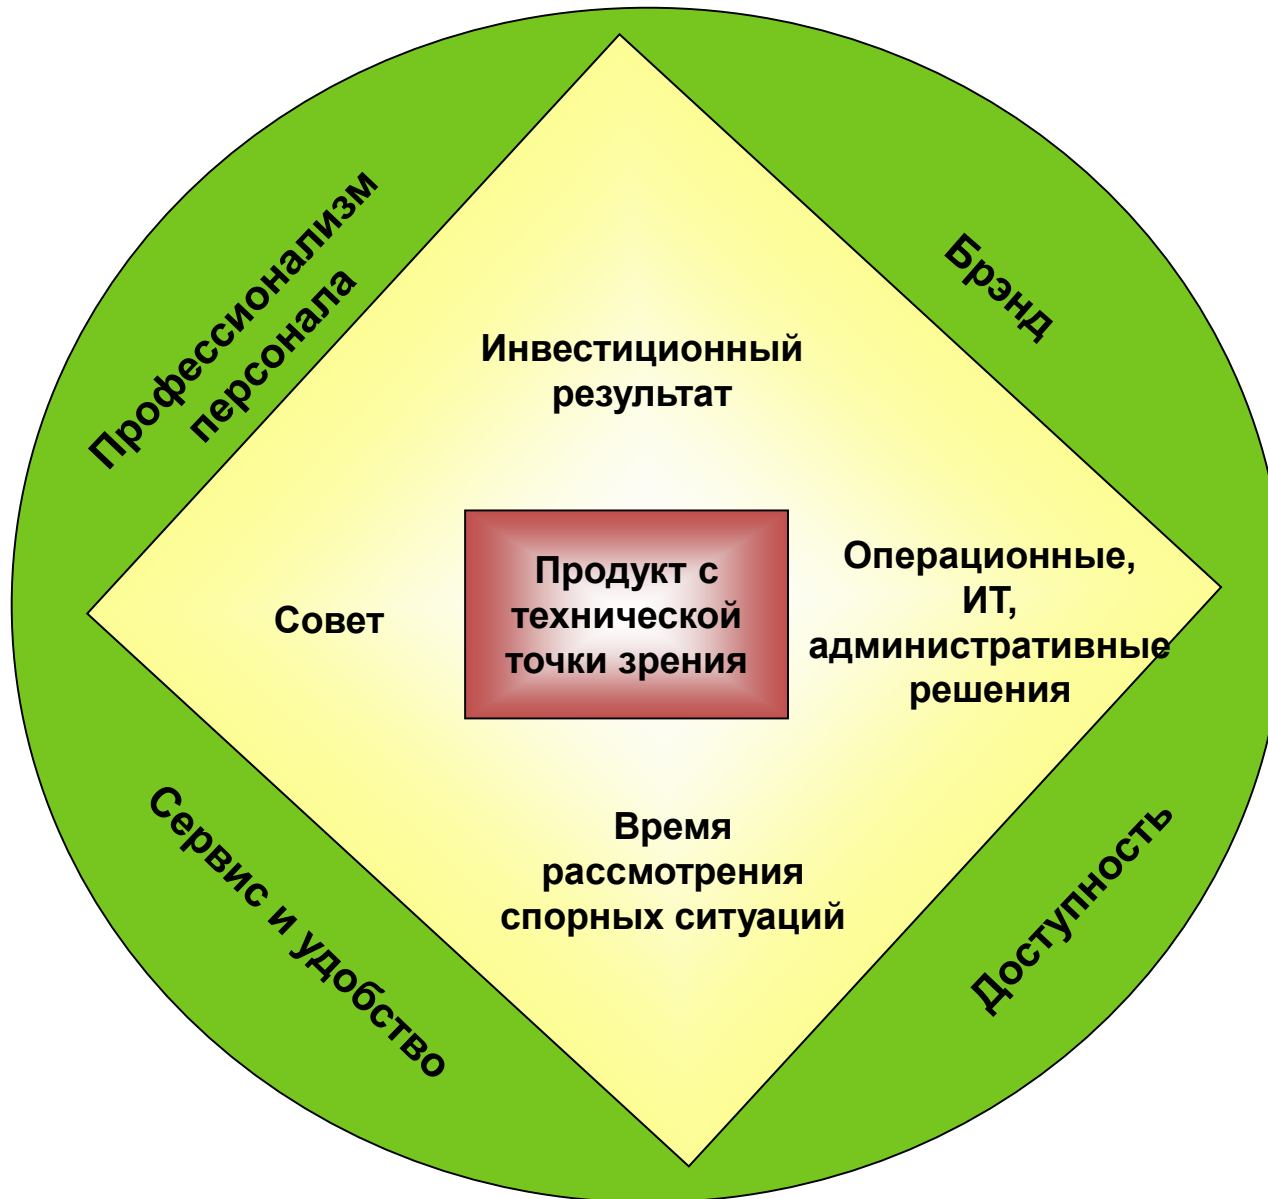 Профессионализм
персонала
Брэнд
Инвестиционный
результат
Совет
Продукт с
технической
точки зрения
Операционные,
ИТ,
административные
решения
Время
рассмотрения
спорных ситуаций
Сервис и удобство
Доступность